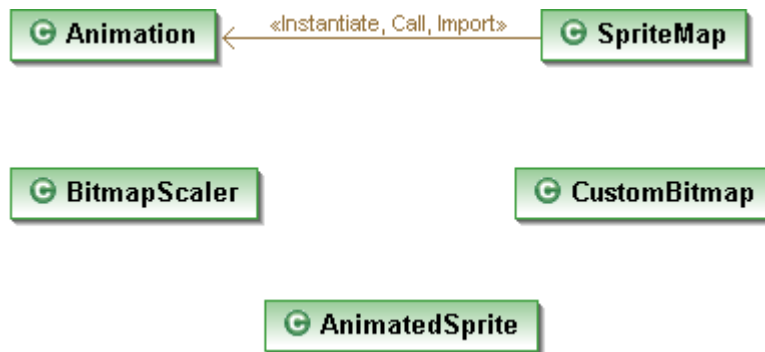 Animation
«Instantiate, Call, Import»
SpriteMap
BitmapScaler
CustomBitmap
AnimatedSprite